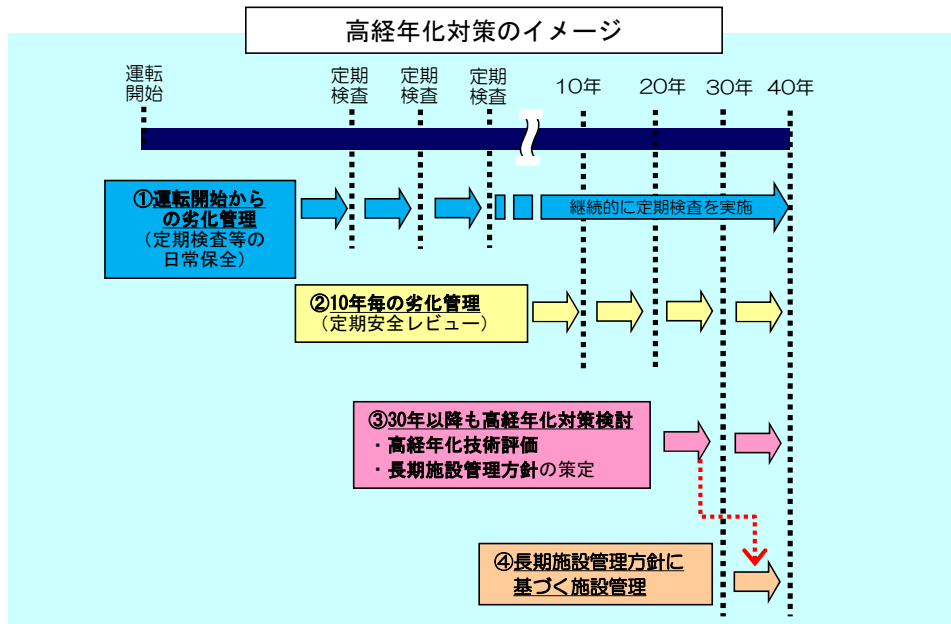 高経年化対策のイメージ
運転
開始
定期
検査
定期
検査
定期
検査
10年
20年
30年
40年
①運転開始から
の劣化管理
（定期検査等の
日常保全）
継続的に定期検査を実施
②10年毎の劣化管理
（定期安全レビュー）
③30年以降も高経年化対策検討
・高経年化技術評価
・長期施設管理方針の策定
④長期施設管理方針に
基づく施設管理